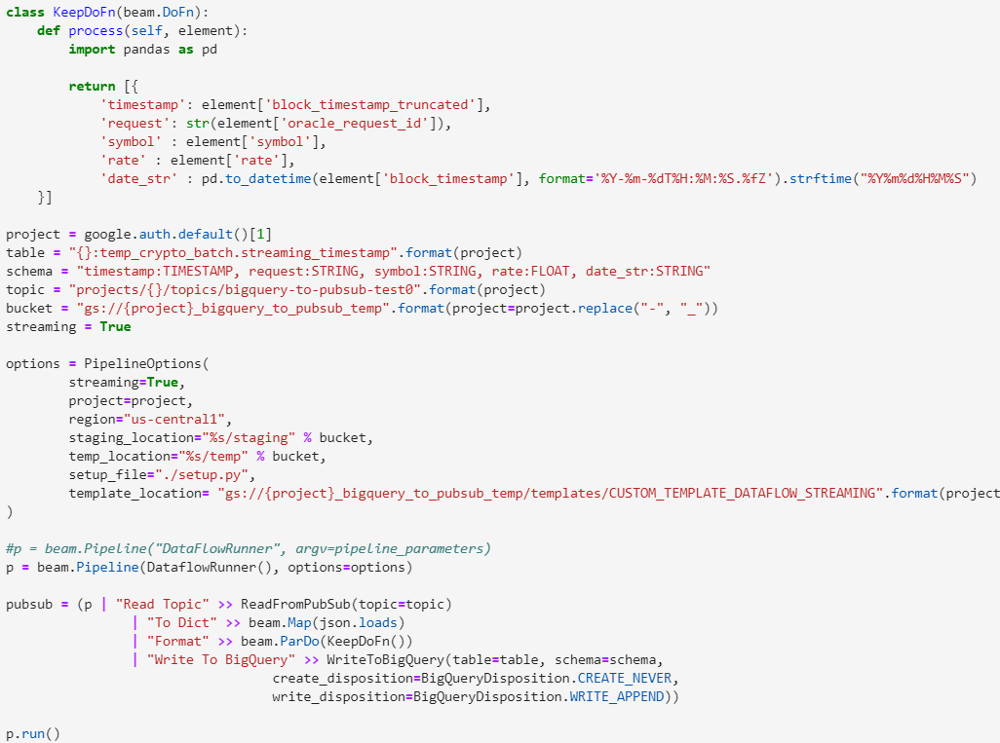 class KeepDoFn(beam.DoFn):
    def process(self, element):
        import pandas as pd

        return [{
            'timestamp': element['block_timestamp_truncated'],
            'request': str(element['oracle_request_id']),
            'symbol' : element['symbol'],
            'rate' : element['rate'],
            'date_str' : pd.to_datetime(element['block_timestamp'], format='%Y-%m-%dT%H:%M:%S.%fZ').strftime("%Y%m%d%H%M%S")
    }]

project = google.auth.default()[1]
table = "{}:temp_crypto_batch.streaming_timestamp".format(project)
schema = "timestamp:TIMESTAMP, request:STRING, symbol:STRING, rate:FLOAT, date_str:STRING"
topic = "projects/{}/topics/bigquery-to-pubsub-test0".format(project)
bucket = "gs://{project}_bigquery_to_pubsub_temp".format(project=project.replace("-", "_"))
streaming = True

options = PipelineOptions(
        streaming=True,
        project=project,
        region="us-central1",
        staging_location="%s/staging" % bucket,
        temp_location="%s/temp" % bucket,
        setup_file="./setup.py",
        template_location= "gs://{project}_bigquery_to_pubsub_temp/templates/CUSTOM_TEMPLATE_DATAFLOW_STREAMING".format(project
)

#p = beam.Pipeline("DataFlowRunner", argv=pipeline_parameters)
p = beam.Pipeline(DataflowRunner(), options=options)

pubsub = (p | "Read Topic" >> ReadFromPubSub(topic=topic)
                | "To Dict" >> beam.Map(json.loads)
                | "Format" >> beam.ParDo(KeepDoFn())
                | "Write To BigQuery" >> WriteToBigQuery(table=table, schema=schema,
                                  create_disposition=BigQueryDisposition.CREATE_NEVER,
                                  write_disposition=BigQueryDisposition.WRITE_APPEND))

p.run()